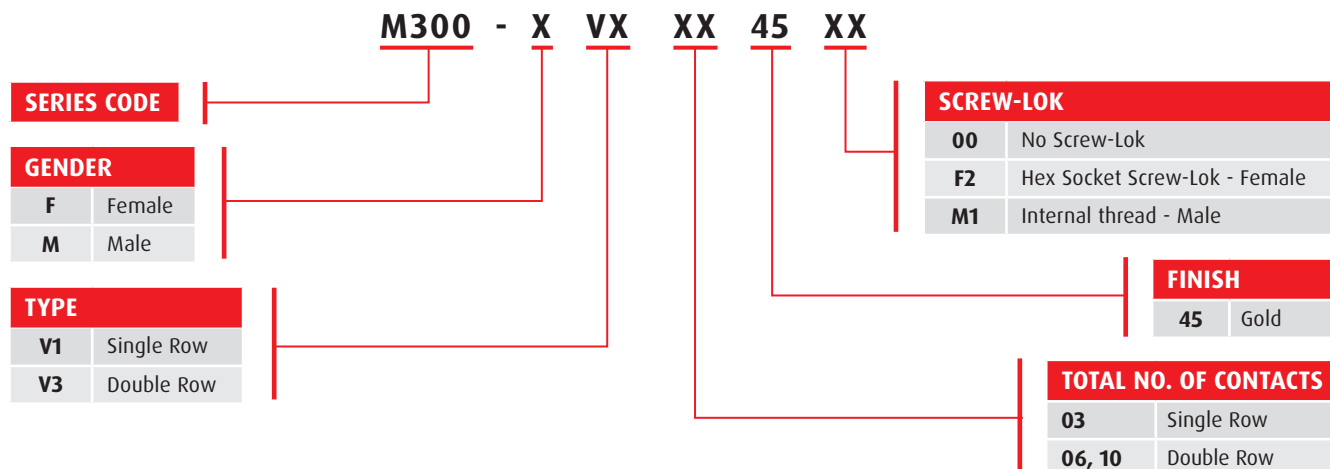 M300 - X VX XX 45 XX
SERIES CODE
GENDER
F Female
M Male
TYPE
V1 Single Row
V3 Double Row
SCREW-LOK
00 No Screw-Lok
F2 Hex Socket Screw-Lok - Female
M1 Internal thread - Male
FINISH
45 Gold
TOTAL NO. OF CONTACTS
03 Single Row
06, 10 Double Row